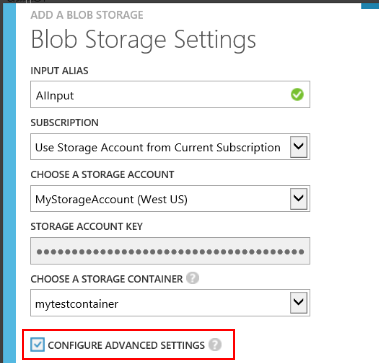 ADD A BLOB STORAGE
Blob Storage Settings
INPUT ALIAS
AIInput
SUBSCRIPTION
Use Storage Account from Current Subscription
CHOOSE A STORAGE ACCOUNT
MyStorageAccount (West US)
STORAGE ACCOUNT KEY
CHOOSE A STORAGE CONTAINER ?
mytestcontainer
CONFIGURE ADVANCED SETTINGS ?